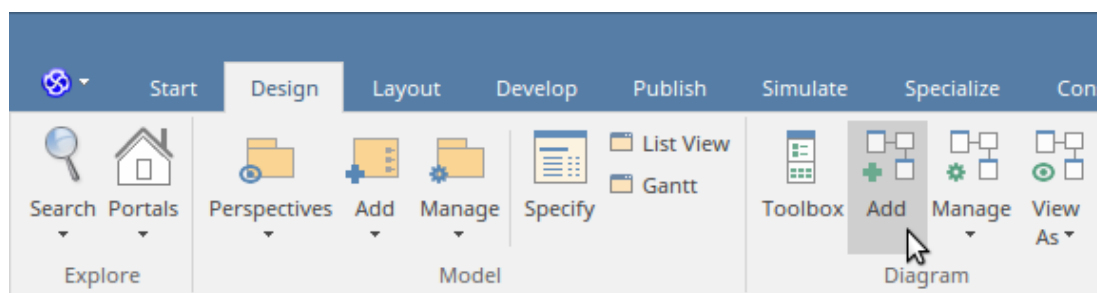 Start Design Layout Develop Publish Simulate Specialize Con
List View
Gantt
Search Portals Perspectives Add Manage Specify Toolbox Add Manage View
As
Explore Model Diagram